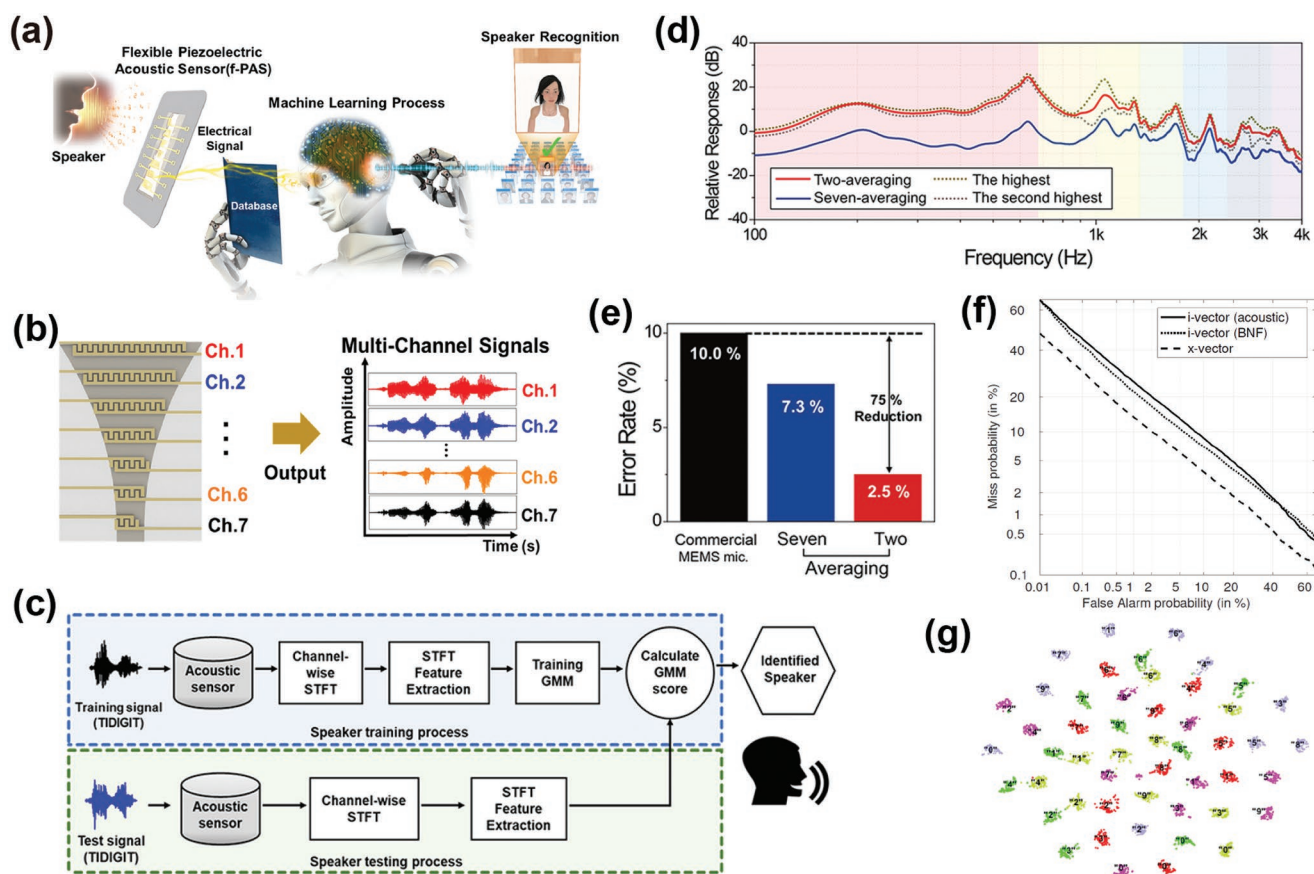 (a)
Flexible Piezoelectric
Acoustic Sensor(f-PAS)
Speaker
Electrical
Signal
Database
Machine Learning Process
Speaker Recognition
(b)
Ch.1
Ch.2
Ch.6
Ch.7
Output
Multi-Channel Signals
Amplitude
Ch.1
Ch.2
Ch.6
Ch.7
Time (s)
(c)
Training signal
(TIDIGIT)
Acoustic
sensor
Channel-
wise
STFT
STFT
Feature
Extraction
Training
GMM
Calculate
GMM
score
Identified
Speaker
Speaker training process
Test signal
(TIDIGIT)
Acoustic
sensor
Channel-wise
STFT
STFT
Feature
Extraction
Speaker testing process
(d)
Relative Response (dB)
40
20
0
-20
-40
Two-averaging
Seven-averaging
The highest
The second highest
100
1k
2k
3k
4k
Frequency (Hz)
(e)
Error Rate (%)
10
5
0
10.0 %
7.3 %
2.5 %
75 %
Reduction
Commercial
MEMS mic.
Seven
Two
Averaging
(f)
Miss probability (in %)
60
40
20
10
5
2
1
0.5
0.1
i-vector (acoustic)
i-vector (BNF)
x-vector
0.01
0.1
0.5
1
2
5
10
20
40
60
False Alarm probability (in %)
(g)